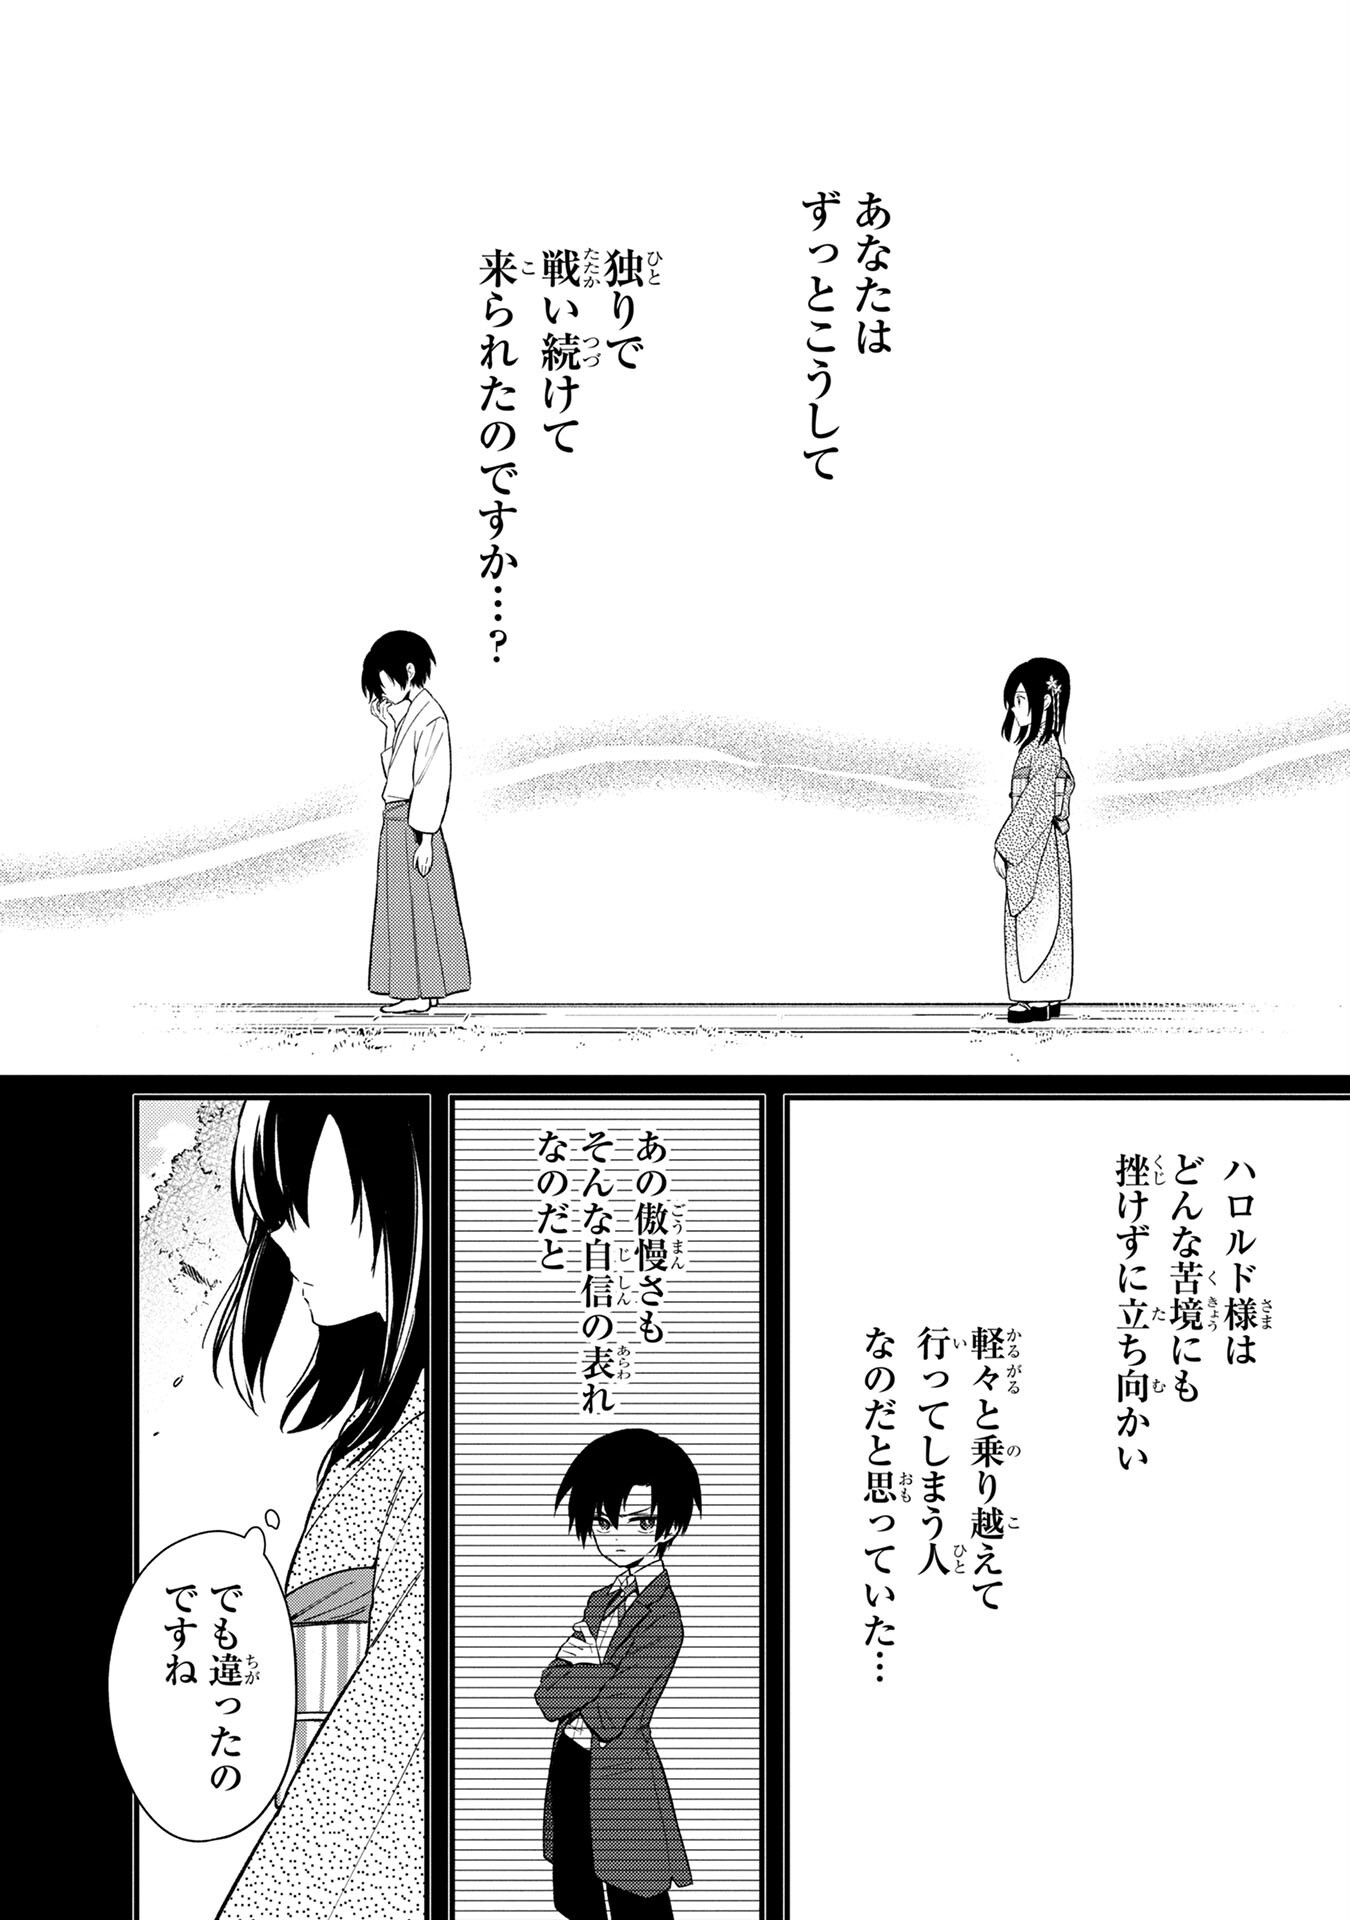 あなたは
ずっとこうして
独りで
戦い続けて
来られたのですか…?
ハロルド様は
どんな苦境にも
挫けずに立ち向かい
軽々と乗り越えて
行ってしまう人
なのだと思っていた…
あの傲慢さも
そんな自信の表れ
なのだと
でも違ったの
ですね